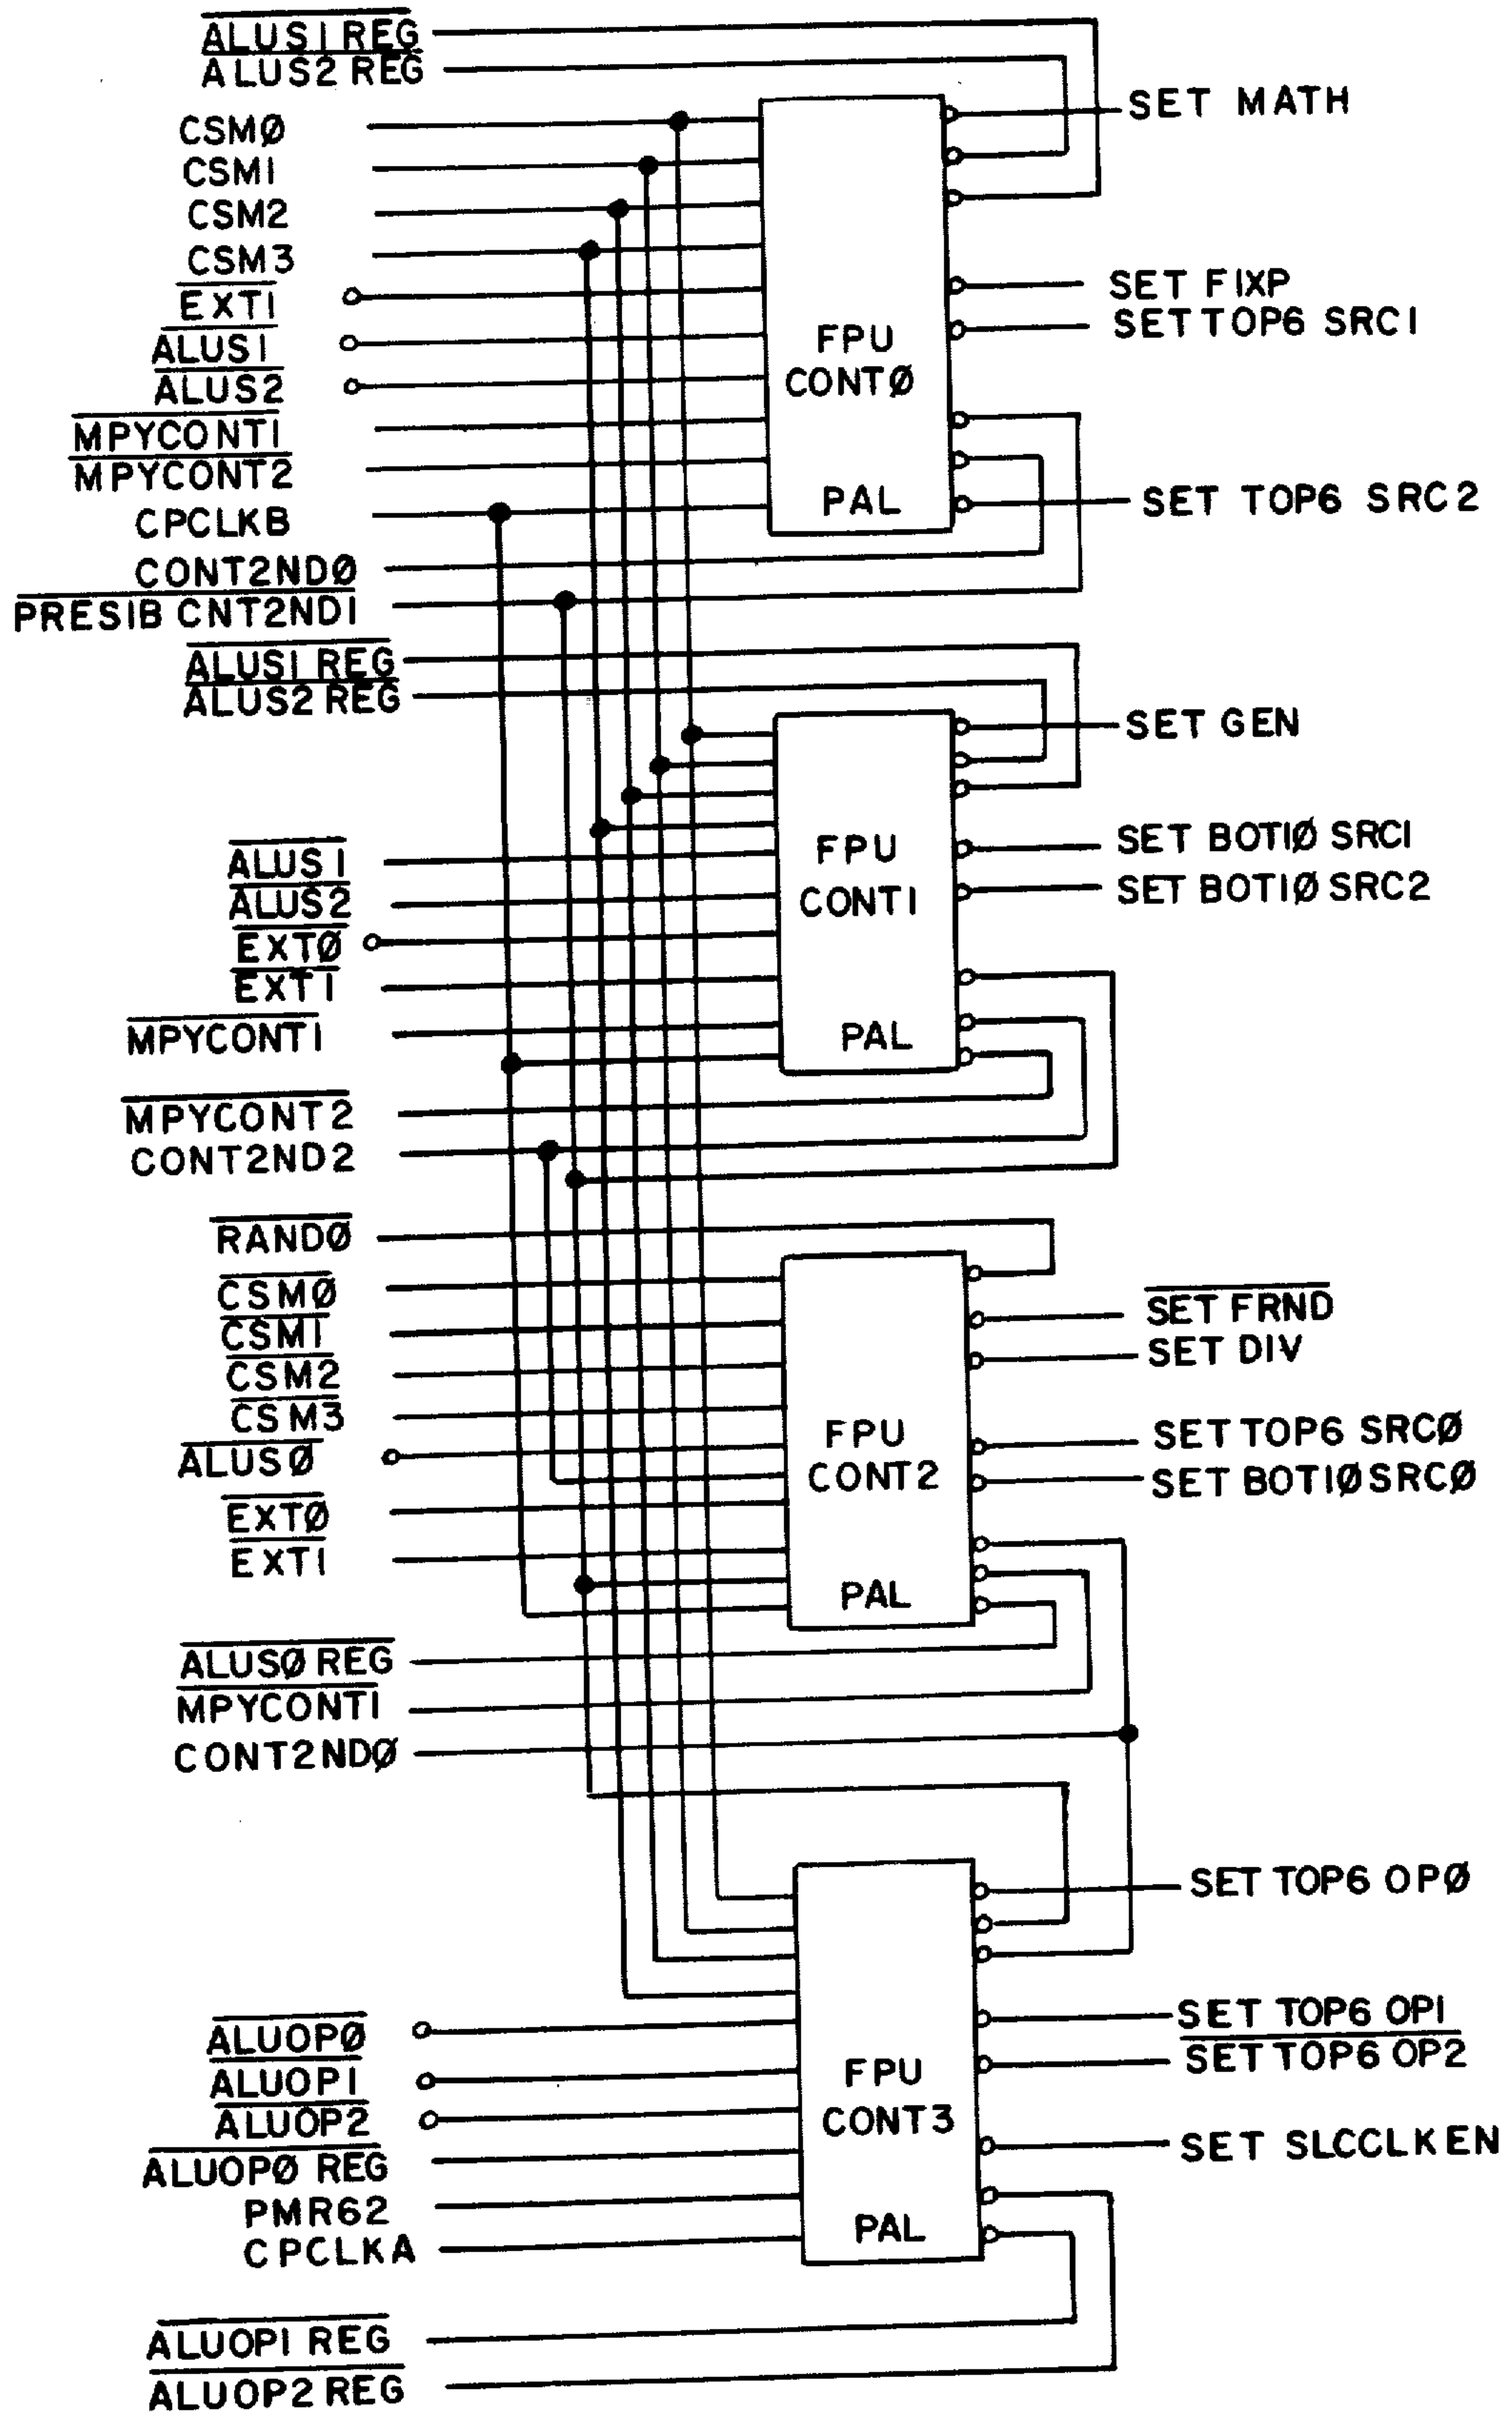 ALUS1 REG
ALUS2 REG
CSMØ
CSM1
CSM2
CSM3
EXT1
ALUS1
ALUS2
MPYCONT1
MPYCONT2
CPCLKB
CONT2NDØ
PRESIB CNT2ND1
FPU
CONTØ
PAL
SET MATH
SET FIXP
SET TOP6 SRC1
SET TOP6 SRC2
ALUS1 REG
ALUS2 REG
ALUS1
ALUS2
EXTØ
EXT1
MPYCONT1
MPYCONT2
CONT2ND2
FPU
CONT1
PAL
SET GEN
SET BOT1Ø SRC1
SET BOT1Ø SRC2
RANDØ
CSMØ
CSM1
CSM2
CSM3
ALUSØ
EXTØ
EXT1
ALUSØ REG
MPYCONT1
CONT2NDØ
FPU
CONT2
PAL
SET FRND
SET DIV
SET TOP6 SRCØ
SET BOT1Ø SRCØ
ALUOPØ
ALUOP1
ALUOP2
ALUOPØ REG
PMR62
CPCLKA
ALUOP1 REG
ALUOP2 REG
FPU
CONT3
PAL
SET TOP6 OPØ
SET TOP6 OP1
SET TOP6 OP2
SET SLCCLKEN